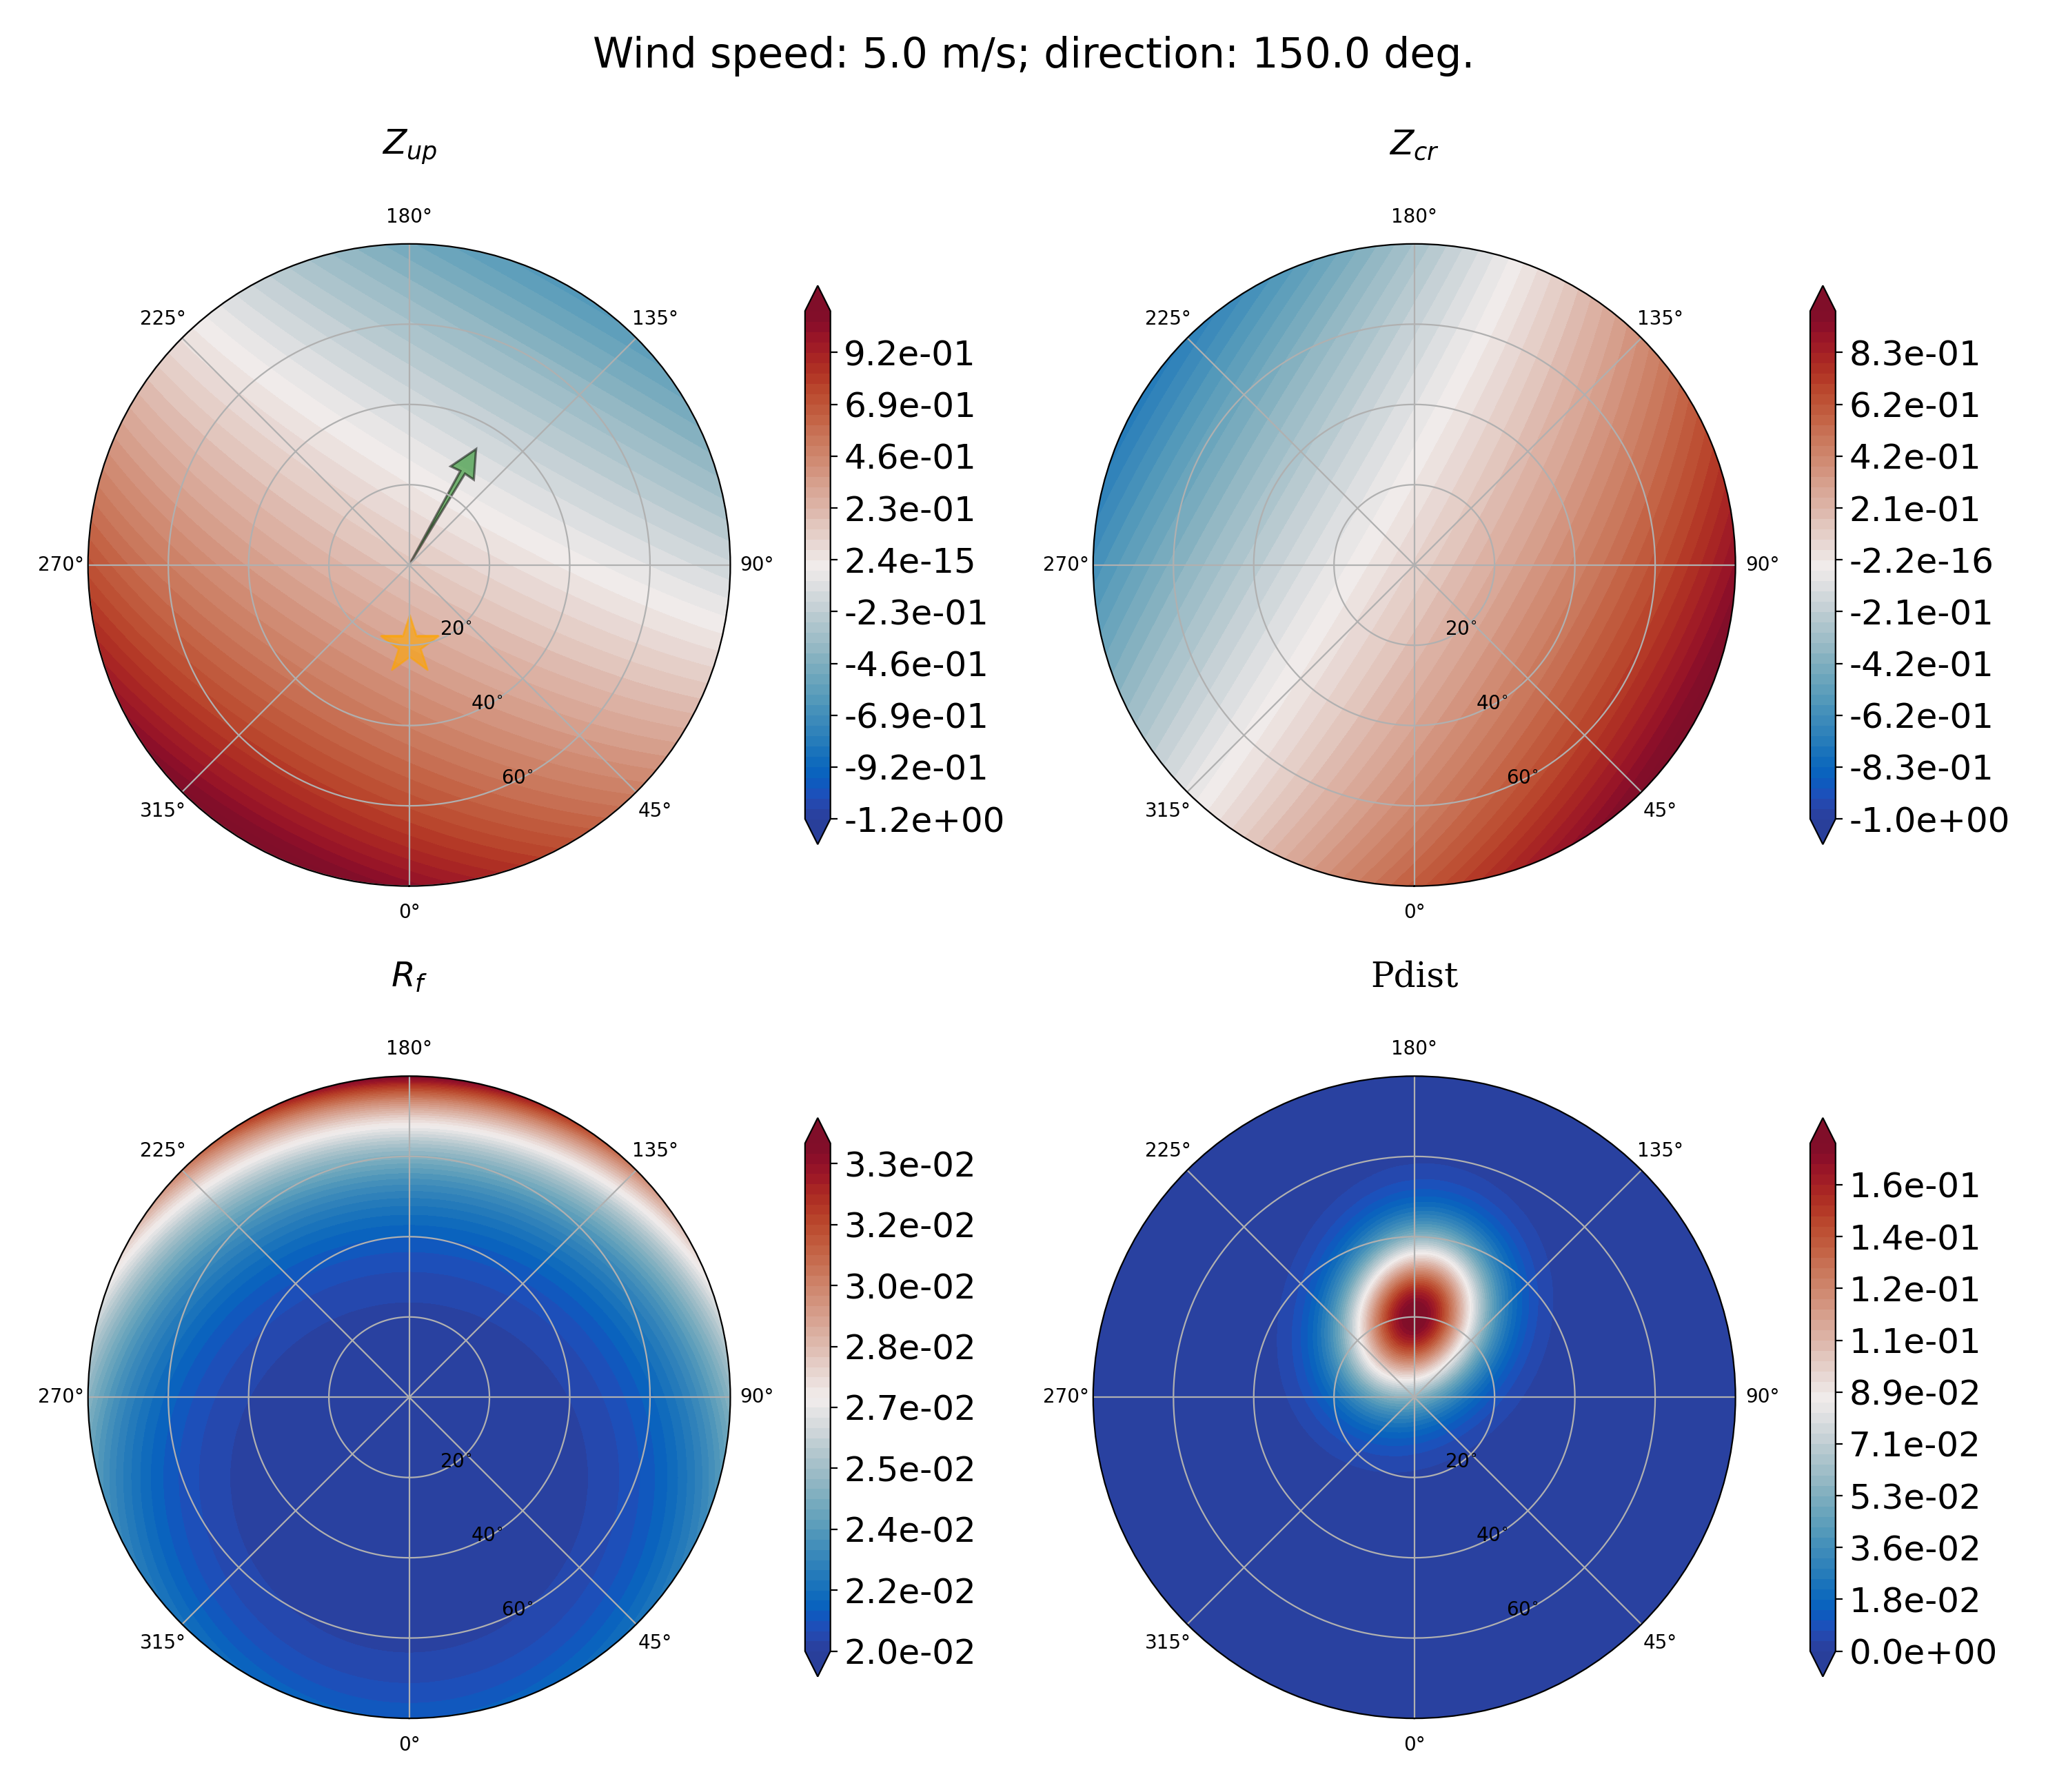 Wind speed: 5.0 m/s; direction: 150.0 deg.
Z_up
180°
225°
135°
270°
90°
20°
40°
60°
315°
45°
0°
9.2e-01
6.9e-01
4.6e-01
2.3e-01
2.4e-15
-2.3e-01
-4.6e-01
-6.9e-01
-9.2e-01
-1.2e+00
Z_cr
180°
225°
135°
270°
90°
20°
40°
60°
315°
45°
0°
8.3e-01
6.2e-01
4.2e-01
2.1e-01
-2.2e-16
-2.1e-01
-4.2e-01
-6.2e-01
-8.3e-01
-1.0e+00
R_f
180°
225°
135°
270°
90°
20°
40°
60°
315°
45°
0°
3.3e-02
3.2e-02
3.0e-02
2.8e-02
2.7e-02
2.5e-02
2.4e-02
2.2e-02
2.0e-02
Pdist
180°
225°
135°
270°
90°
20°
40°
60°
315°
45°
0°
1.6e-01
1.4e-01
1.2e-01
1.1e-01
8.9e-02
7.1e-02
5.3e-02
3.6e-02
1.8e-02
0.0e+00